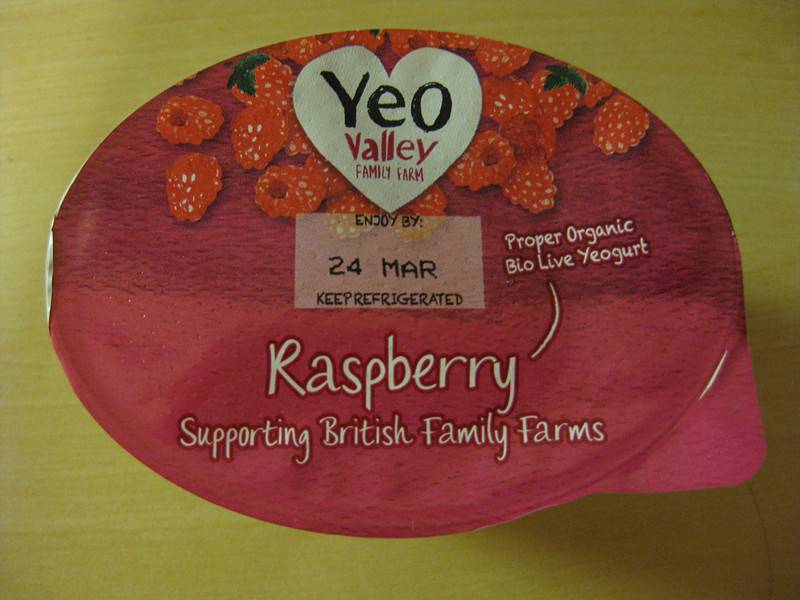 Yeo
Valley
FAMILY FARM
ENJOY BY:
24 MAR
KEEP REFRIGERATED
Proper Organic
Bio Live Yeogurt
Raspberry
Supporting British Family Farms